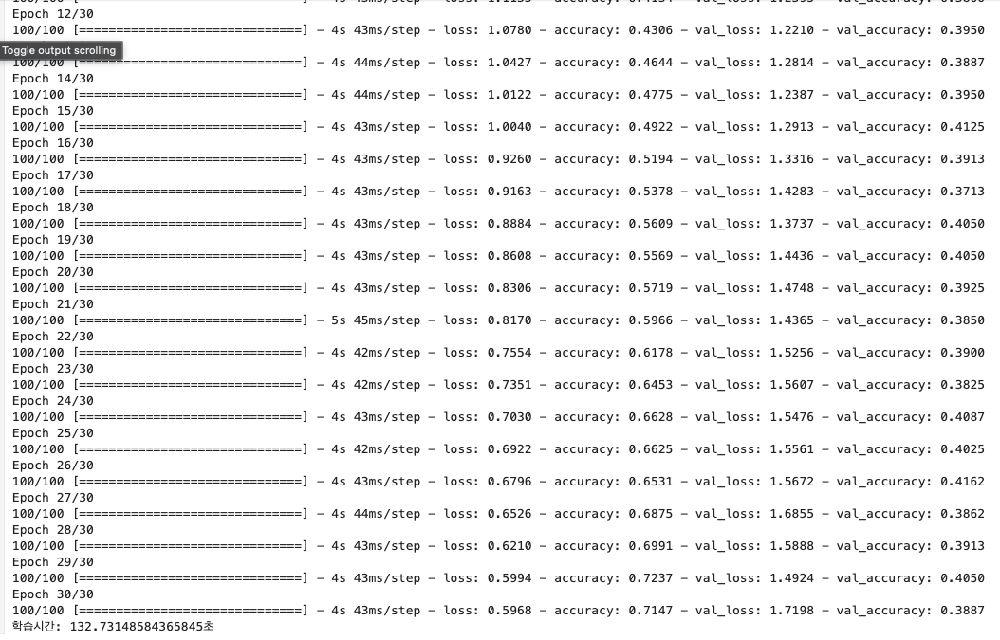 Epoch 12/30
100/100 [==============================] - 4s 43ms/step - loss: 1.0780 - accuracy: 0.4306 - val_loss: 1.2210 - val_accuracy: 0.3950
Toggle output scrolling
100/100 [==============================] - 4s 44ms/step - loss: 1.0427 - accuracy: 0.4644 - val_loss: 1.2814 - val_accuracy: 0.3887
Epoch 14/30
100/100 [==============================] - 4s 44ms/step - loss: 1.0122 - accuracy: 0.4775 - val_loss: 1.2387 - val_accuracy: 0.3950
Epoch 15/30
100/100 [==============================] - 4s 43ms/step - loss: 1.0040 - accuracy: 0.4922 - val_loss: 1.2913 - val_accuracy: 0.4125
Epoch 16/30
100/100 [==============================] - 4s 43ms/step - loss: 0.9260 - accuracy: 0.5194 - val_loss: 1.3316 - val_accuracy: 0.3913
Epoch 17/30
100/100 [==============================] - 4s 43ms/step - loss: 0.9163 - accuracy: 0.5378 - val_loss: 1.4283 - val_accuracy: 0.3713
Epoch 18/30
100/100 [==============================] - 4s 43ms/step - loss: 0.8884 - accuracy: 0.5609 - val_loss: 1.3737 - val_accuracy: 0.4050
Epoch 19/30
100/100 [==============================] - 4s 43ms/step - loss: 0.8608 - accuracy: 0.5569 - val_loss: 1.4436 - val_accuracy: 0.4050
Epoch 20/30
100/100 [==============================] - 4s 43ms/step - loss: 0.8306 - accuracy: 0.5719 - val_loss: 1.4748 - val_accuracy: 0.3925
Epoch 21/30
100/100 [==============================] - 5s 45ms/step - loss: 0.8170 - accuracy: 0.5966 - val_loss: 1.4365 - val_accuracy: 0.3850
Epoch 22/30
100/100 [==============================] - 4s 42ms/step - loss: 0.7554 - accuracy: 0.6178 - val_loss: 1.5256 - val_accuracy: 0.3900
Epoch 23/30
100/100 [==============================] - 4s 42ms/step - loss: 0.7351 - accuracy: 0.6453 - val_loss: 1.5607 - val_accuracy: 0.3825
Epoch 24/30
100/100 [==============================] - 4s 43ms/step - loss: 0.7030 - accuracy: 0.6628 - val_loss: 1.5476 - val_accuracy: 0.4087
Epoch 25/30
100/100 [==============================] - 4s 42ms/step - loss: 0.6922 - accuracy: 0.6625 - val_loss: 1.5561 - val_accuracy: 0.4025
Epoch 26/30
100/100 [==============================] - 4s 43ms/step - loss: 0.6796 - accuracy: 0.6531 - val_loss: 1.5672 - val_accuracy: 0.4162
Epoch 27/30
100/100 [==============================] - 4s 44ms/step - loss: 0.6526 - accuracy: 0.6875 - val_loss: 1.6855 - val_accuracy: 0.3862
Epoch 28/30
100/100 [==============================] - 4s 43ms/step - loss: 0.6210 - accuracy: 0.6991 - val_loss: 1.5888 - val_accuracy: 0.3913
Epoch 29/30
100/100 [==============================] - 4s 43ms/step - loss: 0.5994 - accuracy: 0.7237 - val_loss: 1.4924 - val_accuracy: 0.4050
Epoch 30/30
100/100 [==============================] - 4s 43ms/step - loss: 0.5968 - accuracy: 0.7147 - val_loss: 1.7198 - val_accuracy: 0.3887
학습시간: 132.73148584365845초